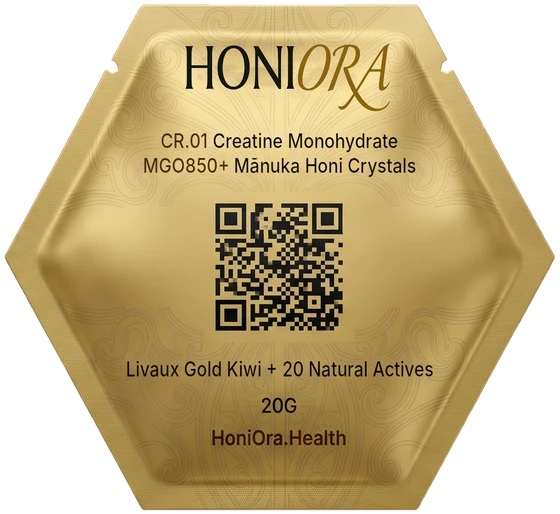 HONIORA
CR.01 Creatine Monohydrate
MGO850+ Mānuka Honi Crystals
Livaux Gold Kiwi + 20 Natural Actives
20G
HoniOra.Health